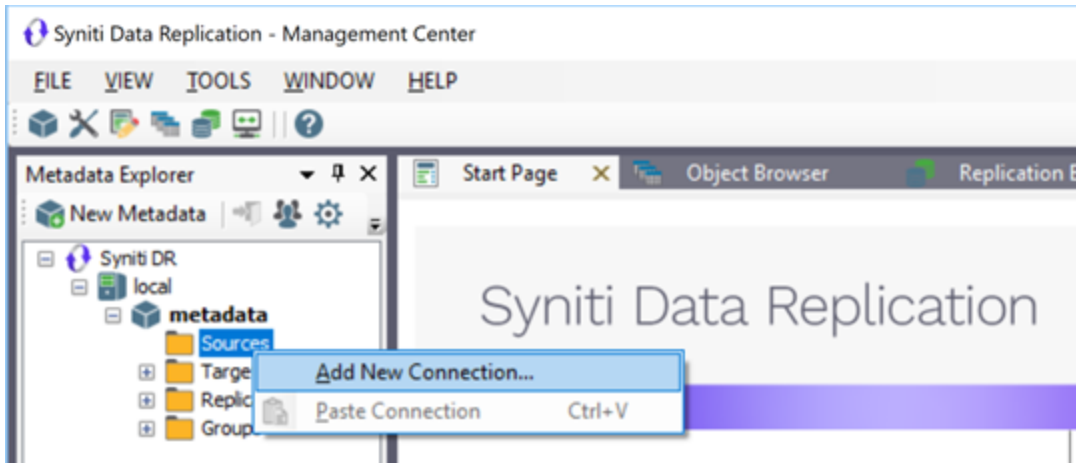 Syniti Data Replication - Management Center
FILE VIEW TOOLS WINDOW HELP
Metadata Explorer
Start Page
Object Browser
Replication
New Metadata
Syniti DR
local
metadata
Sources
Syniti Data Replication
Add New Connection...
Paste Connection Ctrl+V